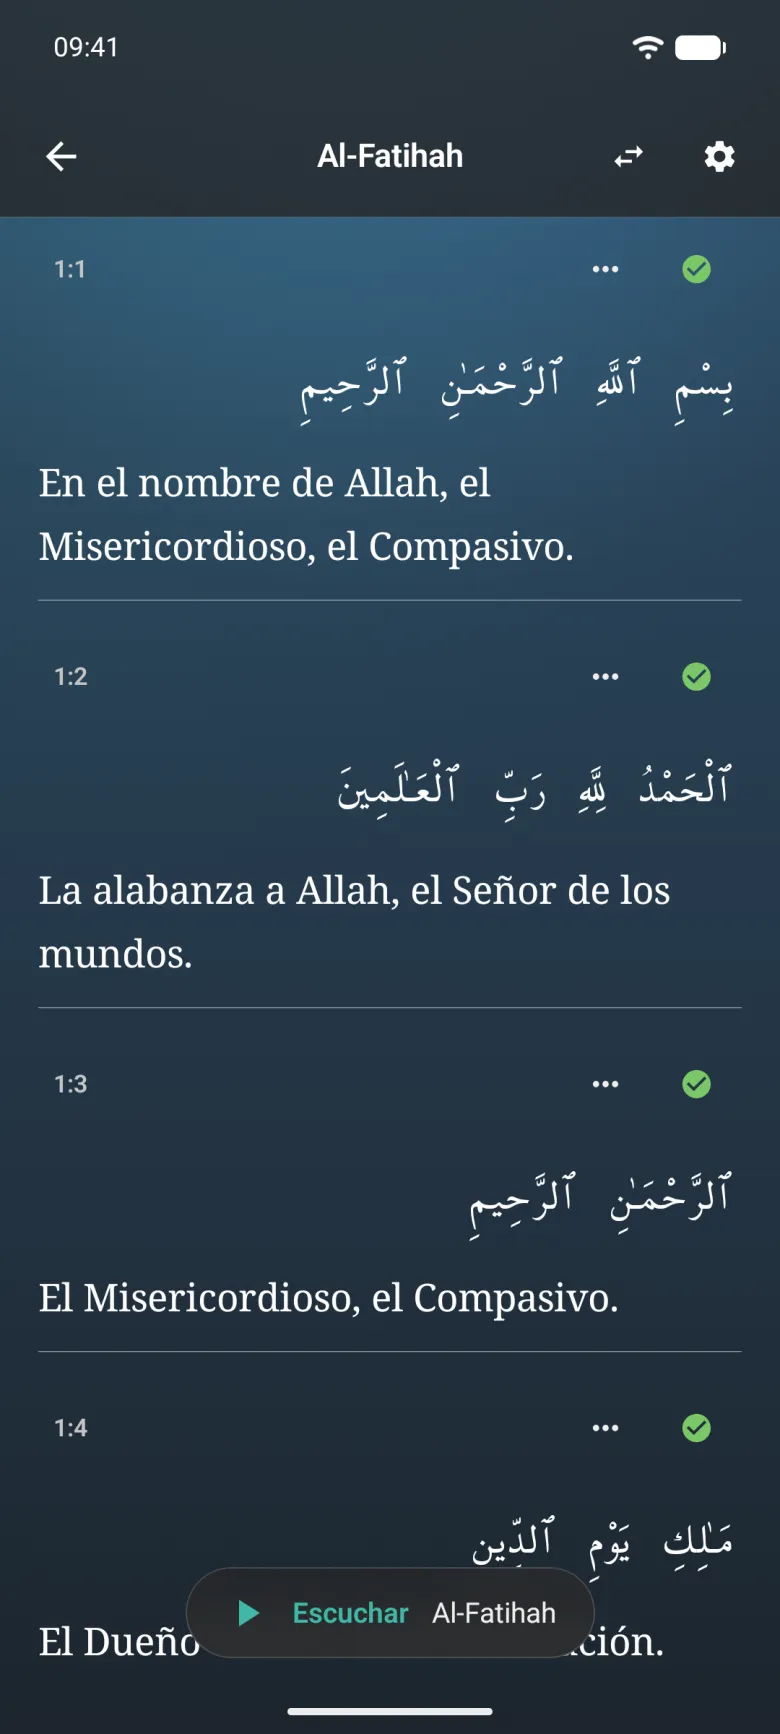 09:41
Al-Fatihah
1:1
بِسْمِ ٱللَّهِ ٱلرَّحْمَـٰنِ ٱلرَّحِيمِ
En el nombre de Allah, el
Misericordioso, el Compasivo.
1:2
ٱلْحَمْدُ لِلَّهِ رَبِّ ٱلْعَـٰلَمِينَ
La alabanza a Allah, el Señor de los
mundos.
1:3
ٱلرَّحْمَـٰنِ ٱلرَّحِيمِ
El Misericordioso, el Compasivo.
1:4
مَـٰلِكِ يَوْمِ ٱلدِّين
El Dueño
Escuchar Al-Fatihah